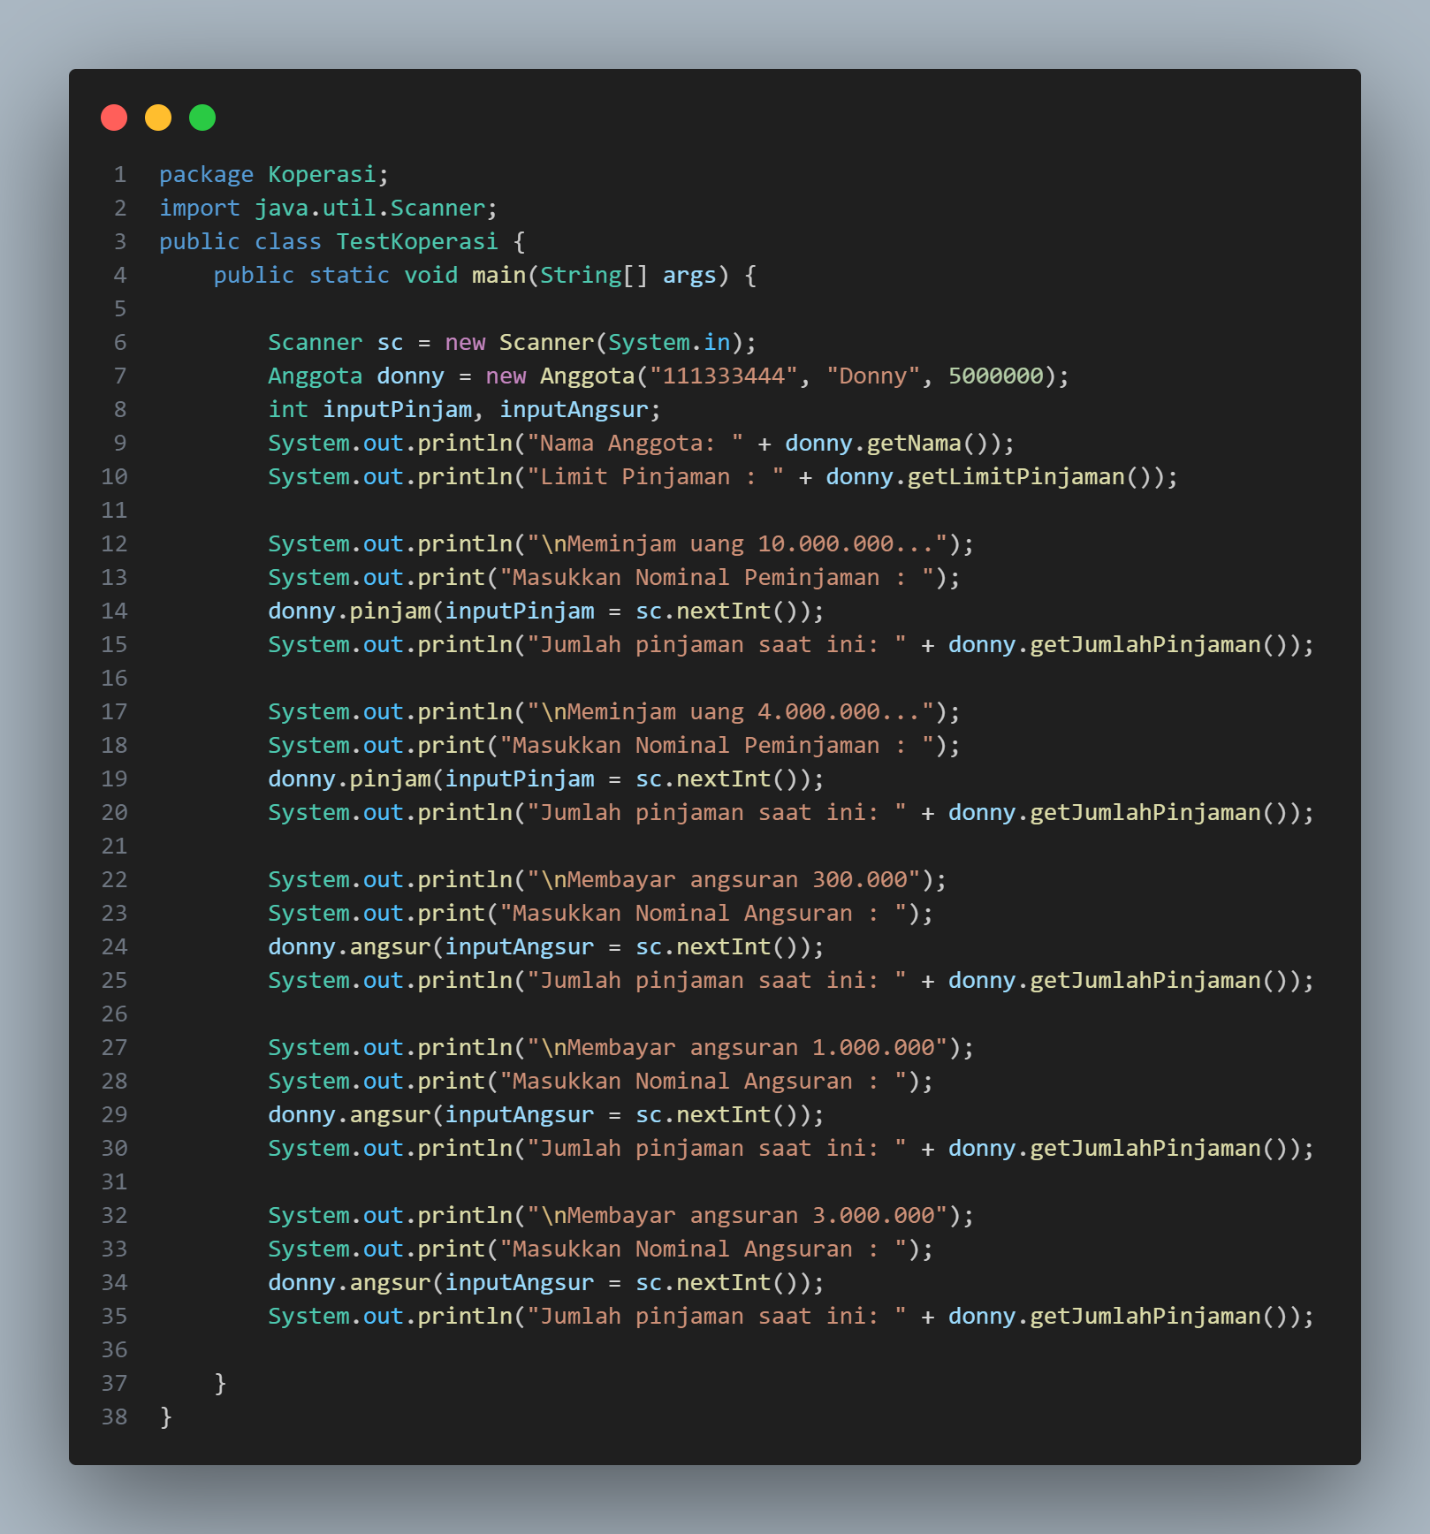 1 package Koperasi;
2 import java.util.Scanner;
3 public class TestKoperasi {
4     public static void main(String[] args) {
5
6         Scanner sc = new Scanner(System.in);
7         Anggota donny = new Anggota("111333444", "Donny", 5000000);
8         int inputPinjam, inputAngsur;
9         System.out.println("Nama Anggota: " + donny.getNama());
10         System.out.println("Limit Pinjaman : " + donny.getLimitPinjaman());
11
12         System.out.println("\nMeminjam uang 10.000.000...");
13         System.out.print("Masukkan Nominal Peminjaman : ");
14         donny.pinjam(inputPinjam = sc.nextInt());
15         System.out.println("Jumlah pinjaman saat ini: " + donny.getJumlahPinjaman());
16
17         System.out.println("\nMeminjam uang 4.000.000...");
18         System.out.print("Masukkan Nominal Peminjaman : ");
19         donny.pinjam(inputPinjam = sc.nextInt());
20         System.out.println("Jumlah pinjaman saat ini: " + donny.getJumlahPinjaman());
21
22         System.out.println("\nMembayar angsuran 300.000");
23         System.out.print("Masukkan Nominal Angsuran : ");
24         donny.angsur(inputAngsur = sc.nextInt());
25         System.out.println("Jumlah pinjaman saat ini: " + donny.getJumlahPinjaman());
26
27         System.out.println("\nMembayar angsuran 1.000.000");
28         System.out.print("Masukkan Nominal Angsuran : ");
29         donny.angsur(inputAngsur = sc.nextInt());
30         System.out.println("Jumlah pinjaman saat ini: " + donny.getJumlahPinjaman());
31
32         System.out.println("\nMembayar angsuran 3.000.000");
33         System.out.print("Masukkan Nominal Angsuran : ");
34         donny.angsur(inputAngsur = sc.nextInt());
35         System.out.println("Jumlah pinjaman saat ini: " + donny.getJumlahPinjaman());
36
37     }
38 }